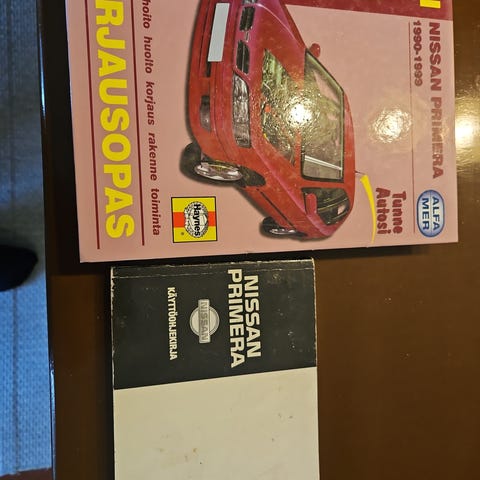 NISSAN PRIMERA
1990-1999
ALFA
MER
Tunne
Autosi
Haynes
hoito huolto korjaus rakenne toiminta
RJAUSOPAS
NISSAN
PRIMERA
NISSAN
KÄYTTÖOHJEKIRJA